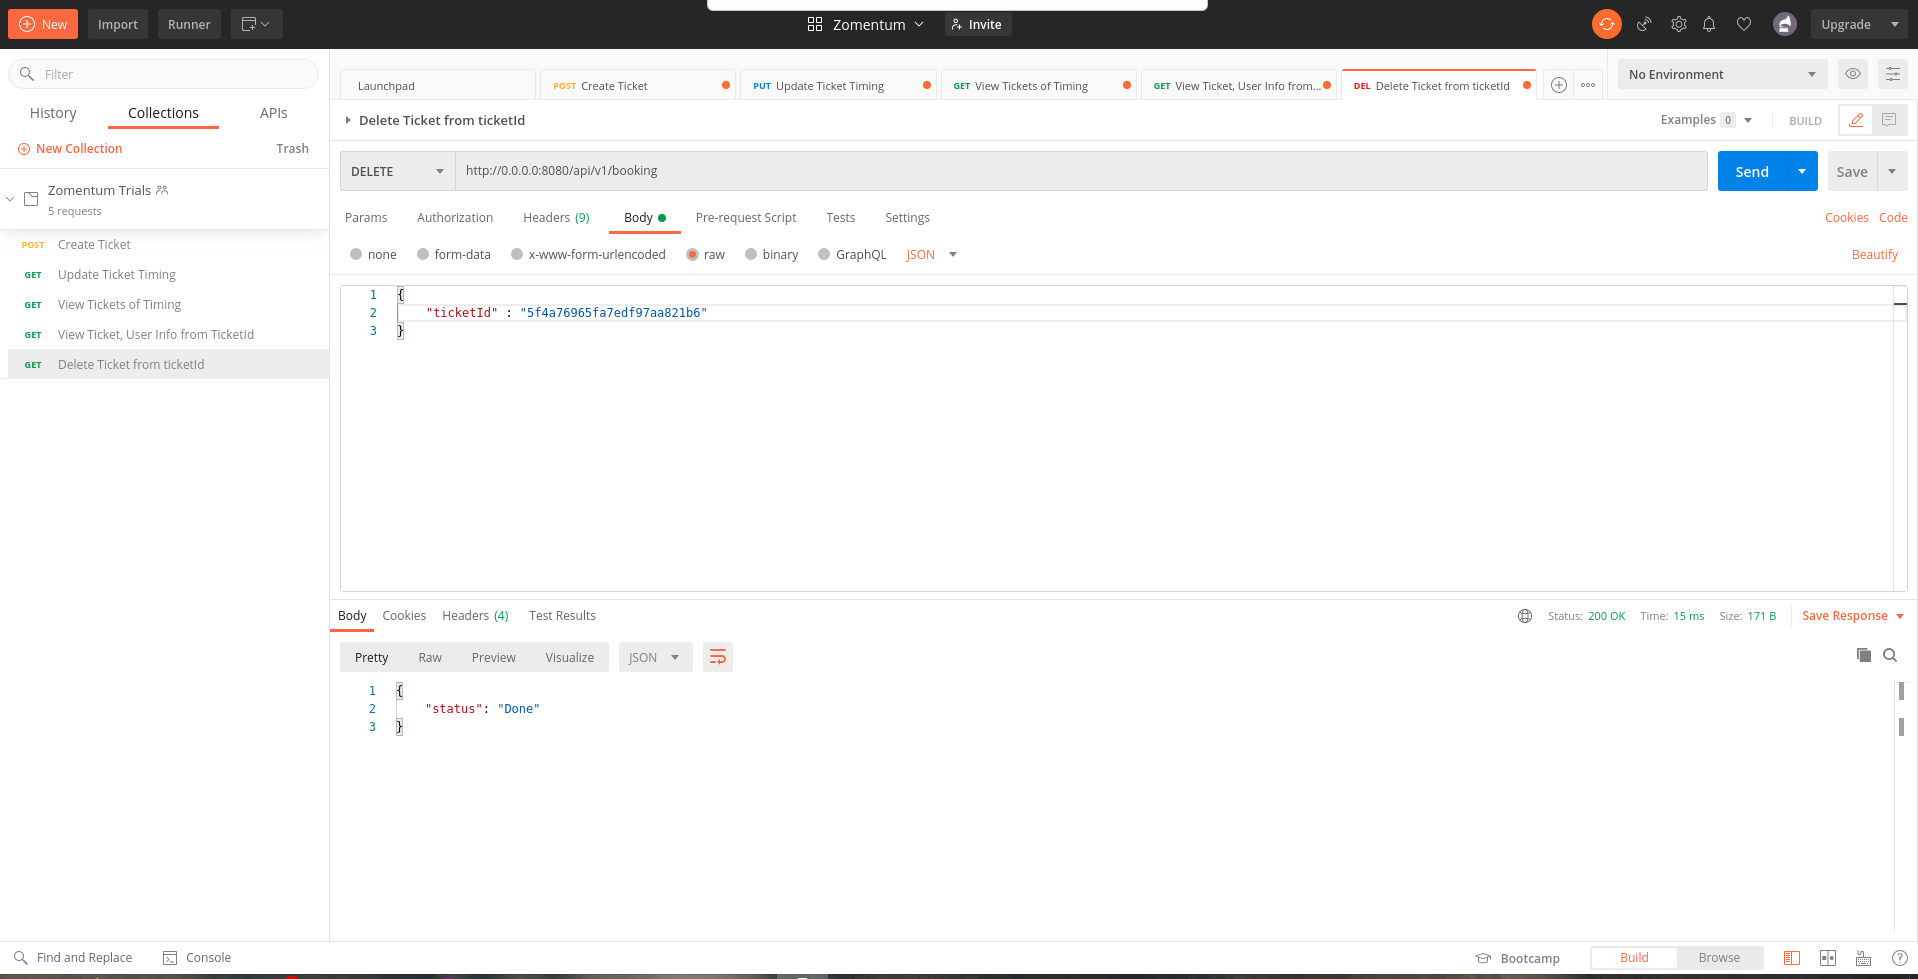 New Import Runner Zomentum Invite Upgrade
Filter
History Collections APIs
New Collection Trash
Zomentum Trials
5 requests
POST Create Ticket
GET Update Ticket Timing
GET View Tickets of Timing
GET View Ticket, User Info from TicketId
GET Delete Ticket from ticketId
Launchpad POST Create Ticket PUT Update Ticket Timing GET View Tickets of Timing GET View Ticket, User Info from... DEL Delete Ticket from ticketId No Environment
Delete Ticket from ticketId Examples 0 BUILD
DELETE http://0.0.0.0:8080/api/v1/booking Send Save
Params Authorization Headers (9) Body Pre-request Script Tests Settings Cookies Code
none form-data x-www-form-urlencoded raw binary GraphQL JSON Beautify
1 {
2 "ticketId" : "5f4a76965fa7edf97aa821b6"
3 }
Body Cookies Headers (4) Test Results Status: 200 OK Time: 15 ms Size: 171 B Save Response
Pretty Raw Preview Visualize JSON
1 {
2 "status": "Done"
3 }
Find and Replace Console Bootcamp Build Browse